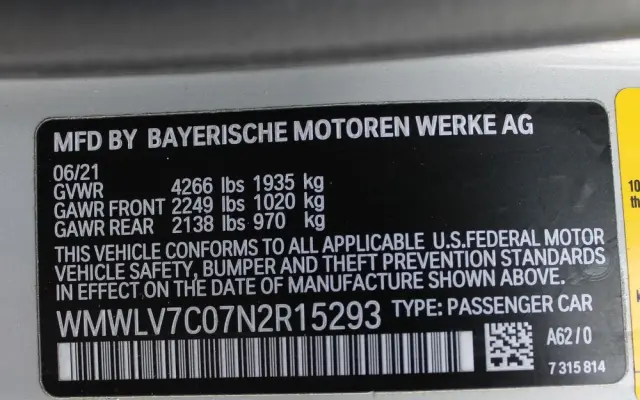 MFD BY BAYERISCHE MOTOREN WERKE AG
06/21
GVWR 4266 lbs 1935 kg
GAWR FRONT 2249 lbs 1020 kg
GAWR REAR 2138 lbs 970 kg
THIS VEHICLE CONFORMS TO ALL APPLICABLE U.S.FEDERAL MOTOR
VEHICLE SAFETY, BUMPER AND THEFT PREVENTION STANDARDS
IN EFFECT ON THE DATE OF MANUFACTURE SHOWN ABOVE.
WMWLV7C07N2R15293 TYPE: PASSENGER CAR
A62/0
7 315 814
10
th